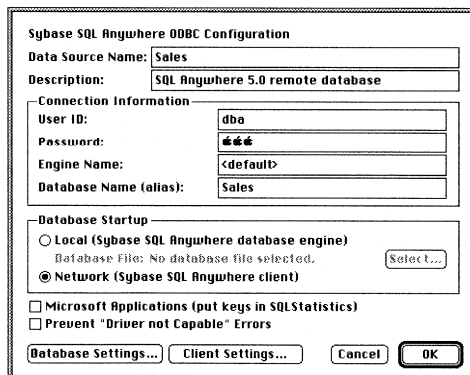 Sybase SQL Anywhere ODBC Configuration
Data Source Name: Sales
Description: SQL Anywhere 5.0 remote database
Connection Information
User ID: dba
Password: 
Engine Name: <default>
Database Name (alias): Sales
Database Startup
Local (Sybase SQL Anywhere database engine)
Database File: No database file selected. Select...
Network (Sybase SQL Anywhere client)
Microsoft Applications (put keys in SQLStatistics)
Prevent "Driver not Capable" Errors
Database Settings... Client Settings... Cancel OK